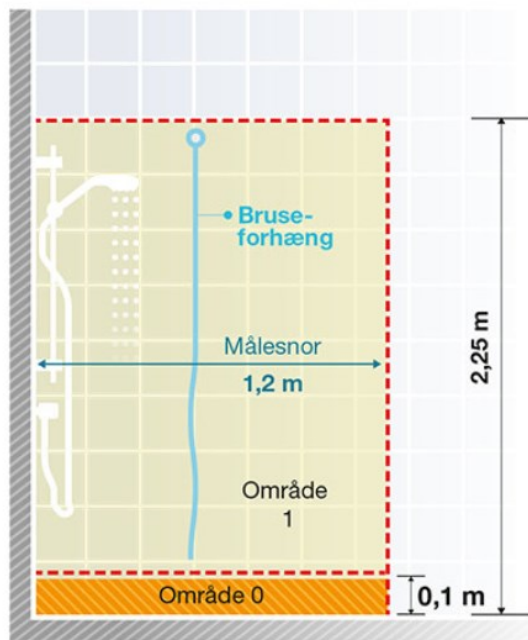 Bruse-
forhæng
Målesnor
1,2 m
2,25 m
Område
1
Område 0
0,1 m